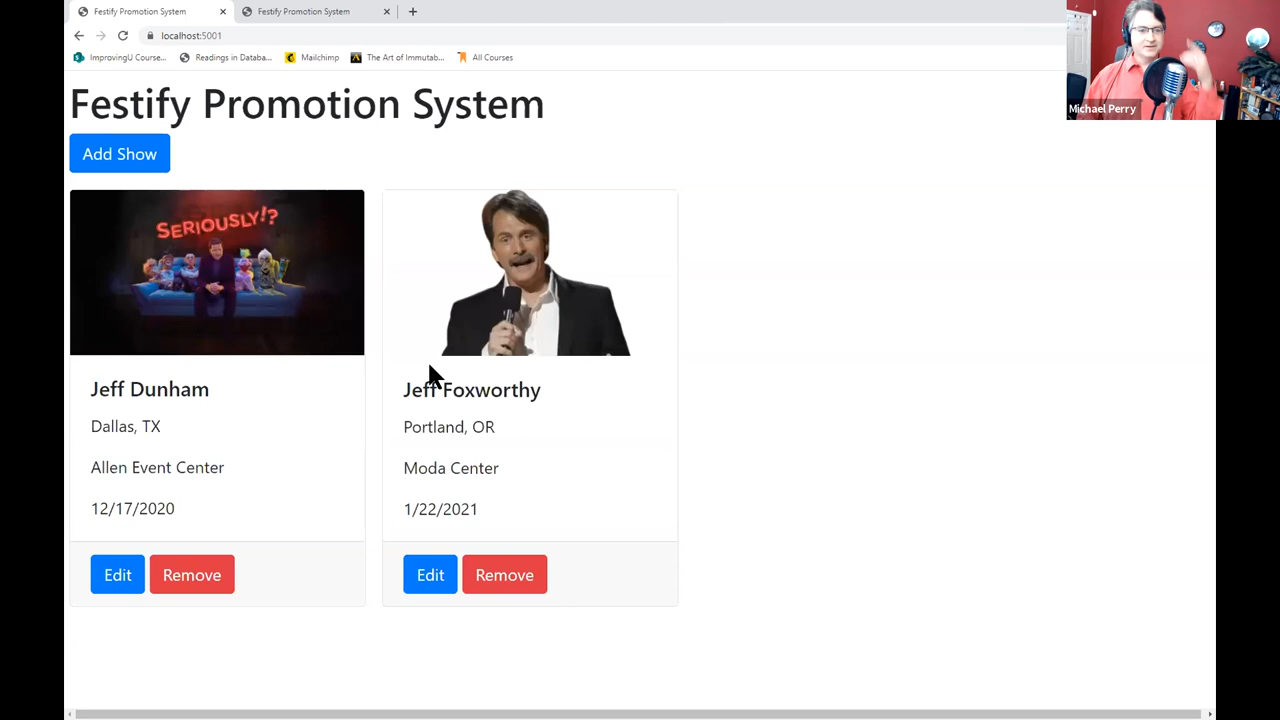 Festify Promotion System
Festify Promotion System
localhost:5001
ImprovingU Course...
Readings in Databa...
Mailchimp
The Art of Immutab...
All Courses
Michael Perry
Festify Promotion System
Add Show
SERIOUSLY!?
Jeff Dunham
Dallas, TX
Allen Event Center
12/17/2020
Edit Remove
Jeff Foxworthy
Portland, OR
Moda Center
1/22/2021
Edit Remove